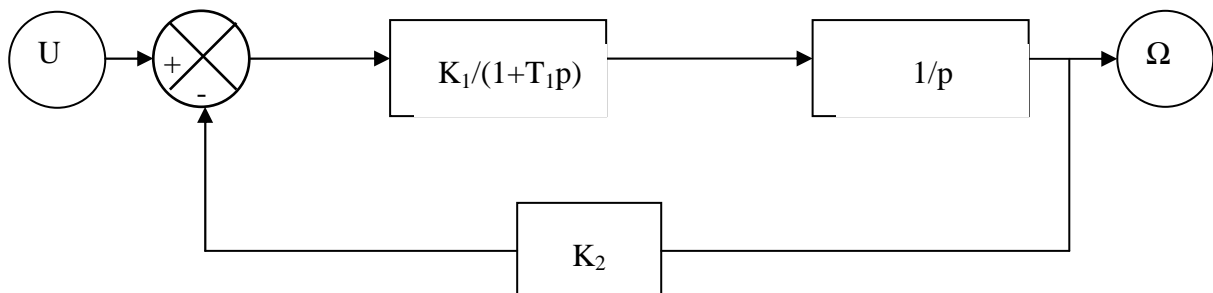 U
+
-
K₁/(1+T₁p)
1/p
Ω
K₂